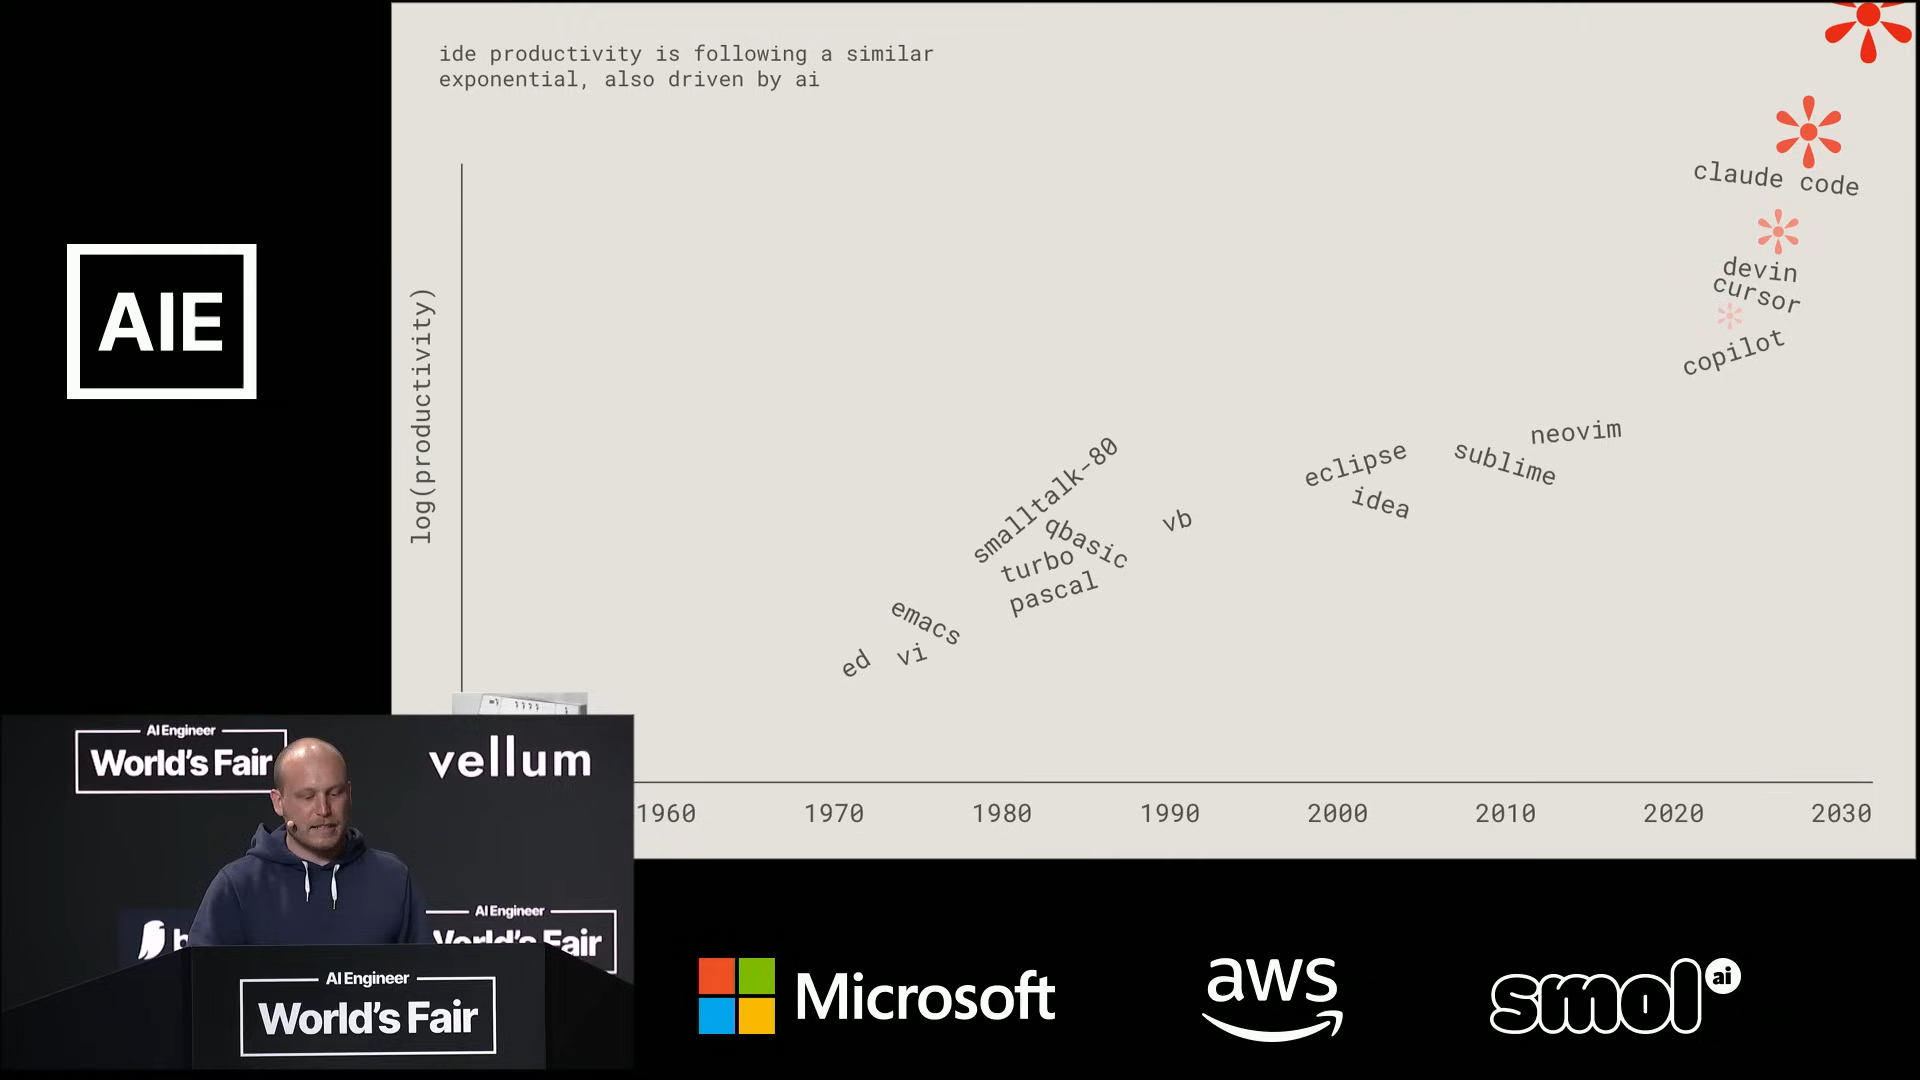 ide productivity is following a similar
exponential, also driven by ai
AIE
log(productivity)
claude code
devin
cursor
copilot
neovim
sublime
eclipse
idea
vb
smalltalk-80
qbasic
turbo
pascal
emacs
ed
vi
1960
1970
1980
1990
2000
2010
2020
2030
AI Engineer
World's Fair
vellum
b
AI Engineer
World's Fair
AI Engineer
World's Fair
Microsoft
aws
smol
ai